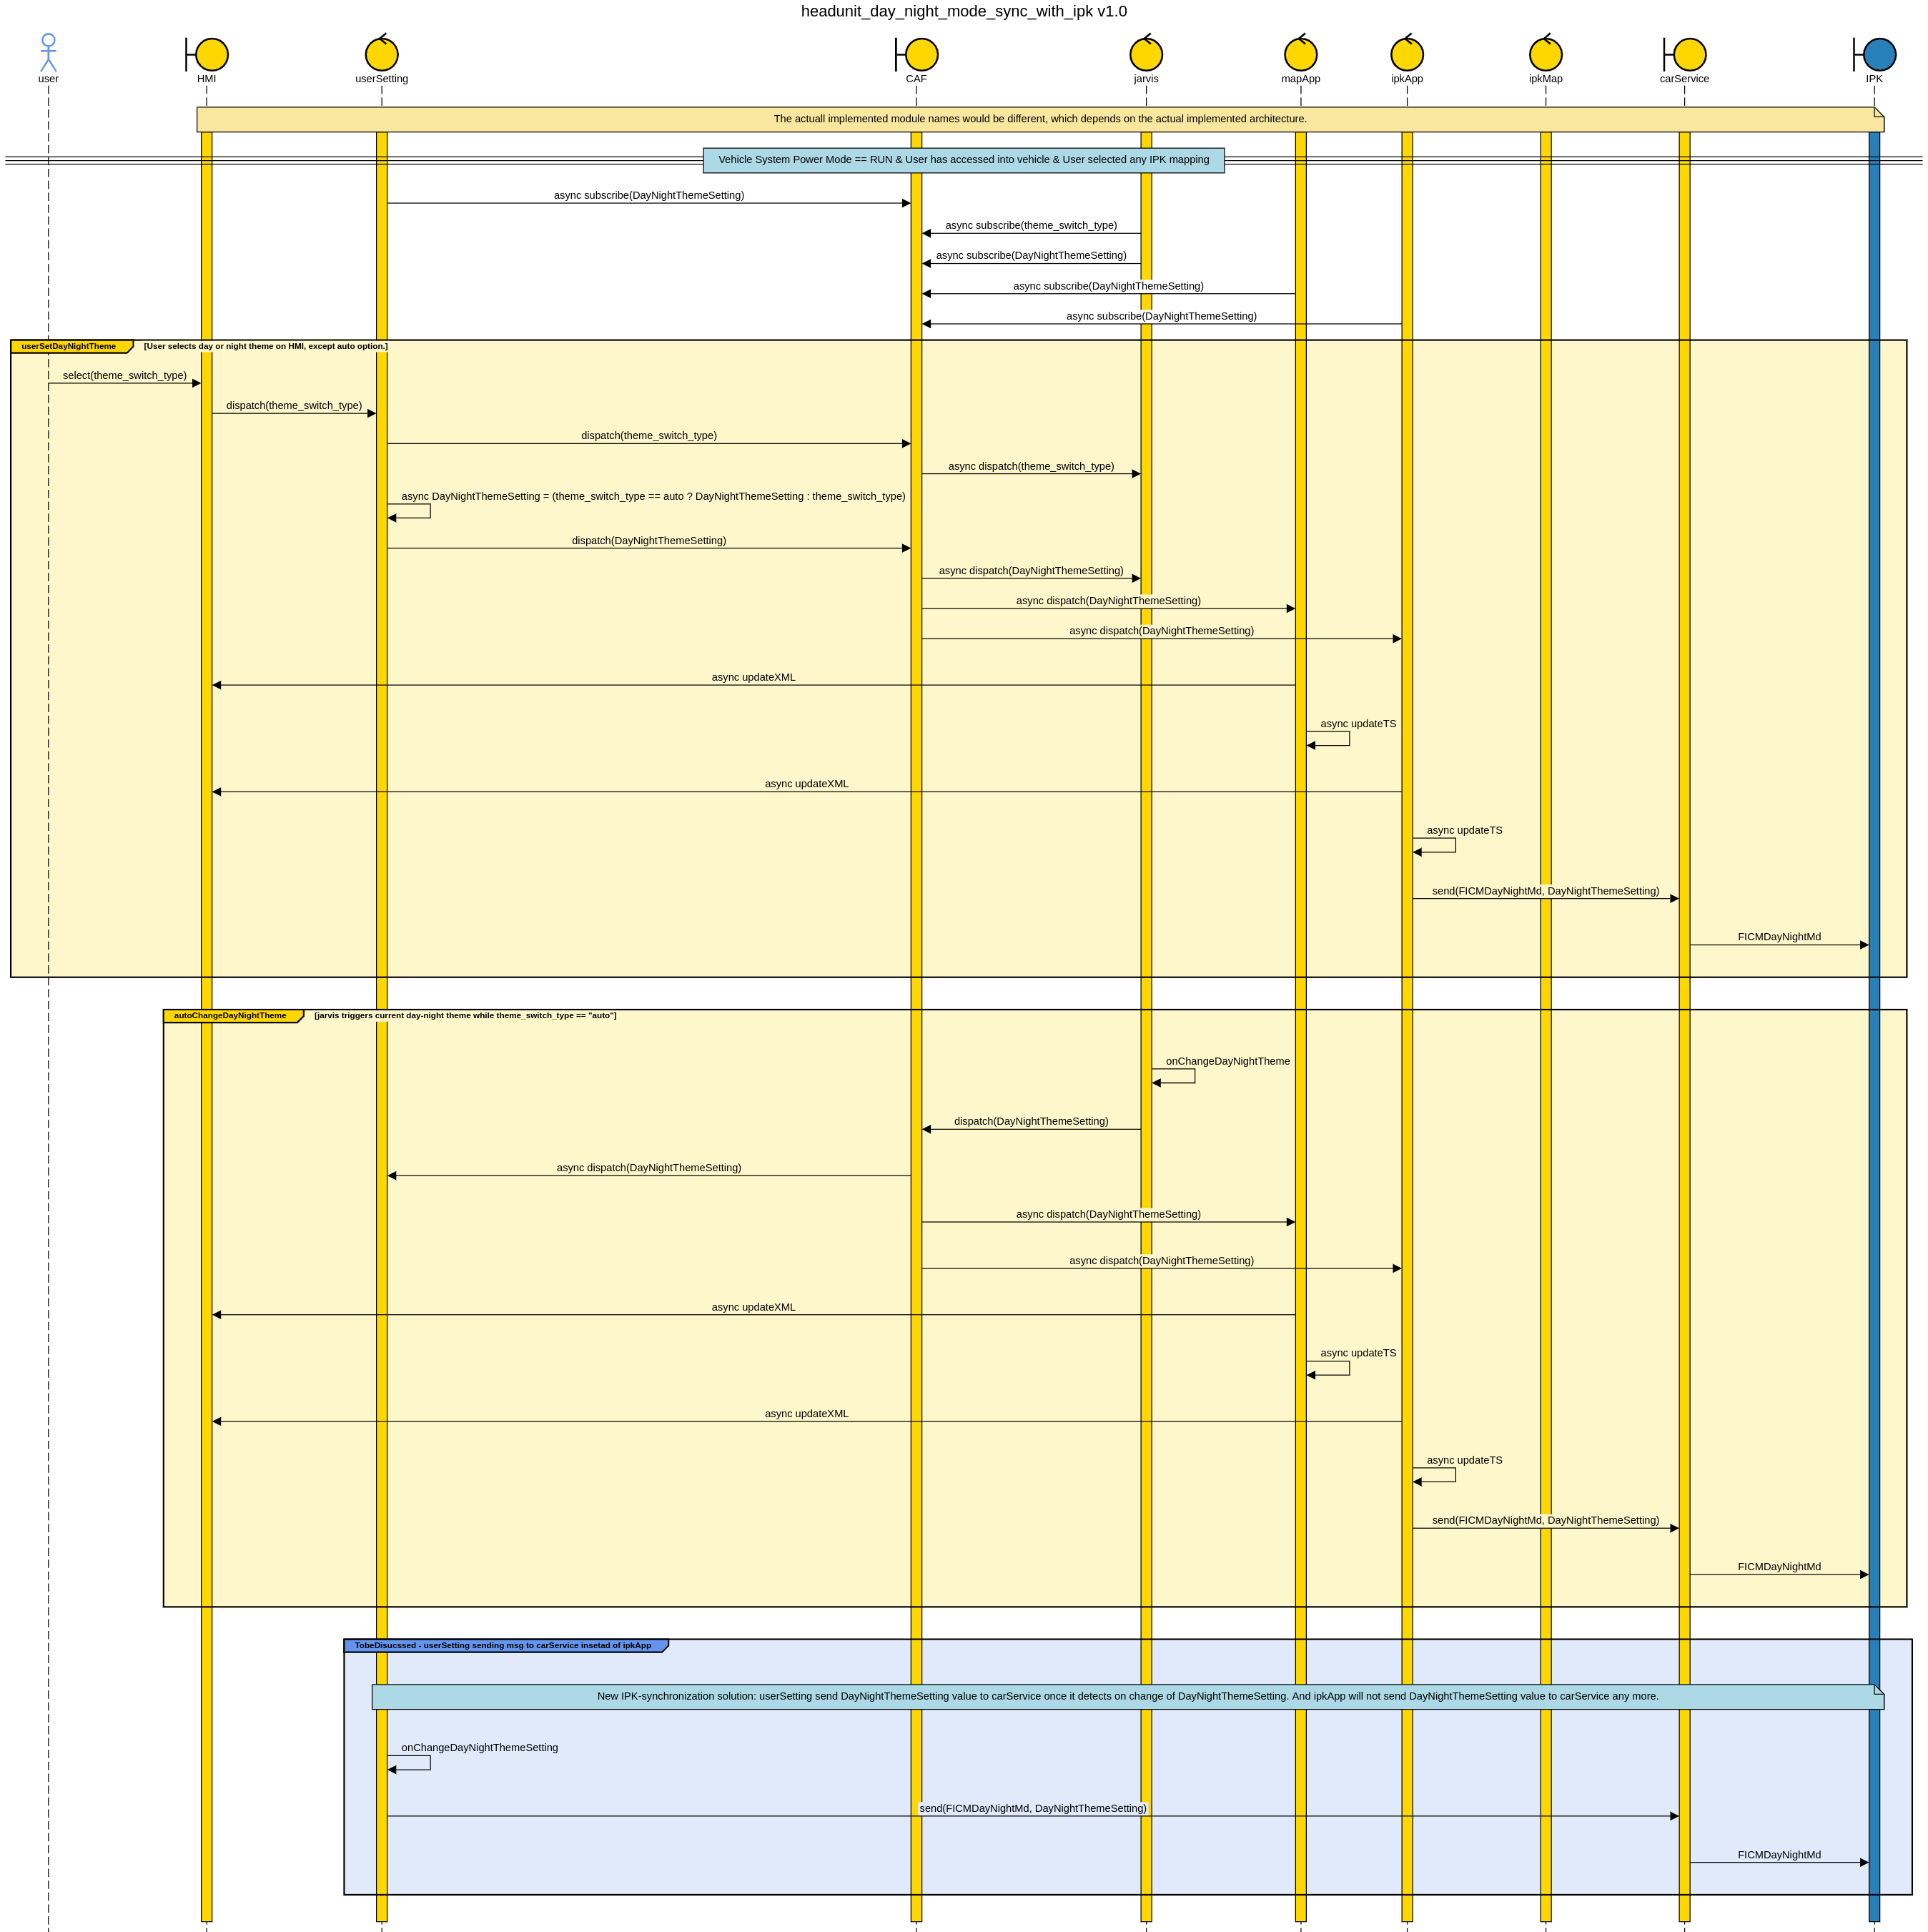 headunit_day_night_mode_sync_with_ipk v1.0
user
HMI
userSetting
CAF
jarvis
mapApp
ipkApp
ipkMap
carService
IPK
The actuall implemented module names would be different, which depends on the actual implemented architecture.
Vehicle System Power Mode == RUN & User has accessed into vehicle & User selected any IPK mapping
async subscribe(DayNightThemeSetting)
async subscribe(theme_switch_type)
async subscribe(DayNightThemeSetting)
async subscribe(DayNightThemeSetting)
async subscribe(DayNightThemeSetting)
userSetDayNightTheme
[User selects day or night theme on HMI, except auto option.]
select(theme_switch_type)
dispatch(theme_switch_type)
dispatch(theme_switch_type)
async dispatch(theme_switch_type)
async DayNightThemeSetting = (theme_switch_type == auto ? DayNightThemeSetting : theme_switch_type)
dispatch(DayNightThemeSetting)
async dispatch(DayNightThemeSetting)
async dispatch(DayNightThemeSetting)
async dispatch(DayNightThemeSetting)
async updateXML
async updateTS
async updateXML
async updateTS
send(FICMDayNightMd, DayNightThemeSetting)
FICMDayNightMd
autoChangeDayNightTheme
[jarvis triggers current day-night theme while theme_switch_type == "auto"]
onChangeDayNightTheme
dispatch(DayNightThemeSetting)
async dispatch(DayNightThemeSetting)
async dispatch(DayNightThemeSetting)
async dispatch(DayNightThemeSetting)
async updateXML
async updateTS
async updateXML
async updateTS
send(FICMDayNightMd, DayNightThemeSetting)
FICMDayNightMd
TobeDisucssed - userSetting sending msg to carService insetad of ipkApp
New IPK-synchronization solution: userSetting send DayNightThemeSetting value to carService once it detects on change of DayNightThemeSetting. And ipkApp will not send DayNightThemeSetting value to carService any more.
onChangeDayNightThemeSetting
send(FICMDayNightMd, DayNightThemeSetting)
FICMDayNightMd